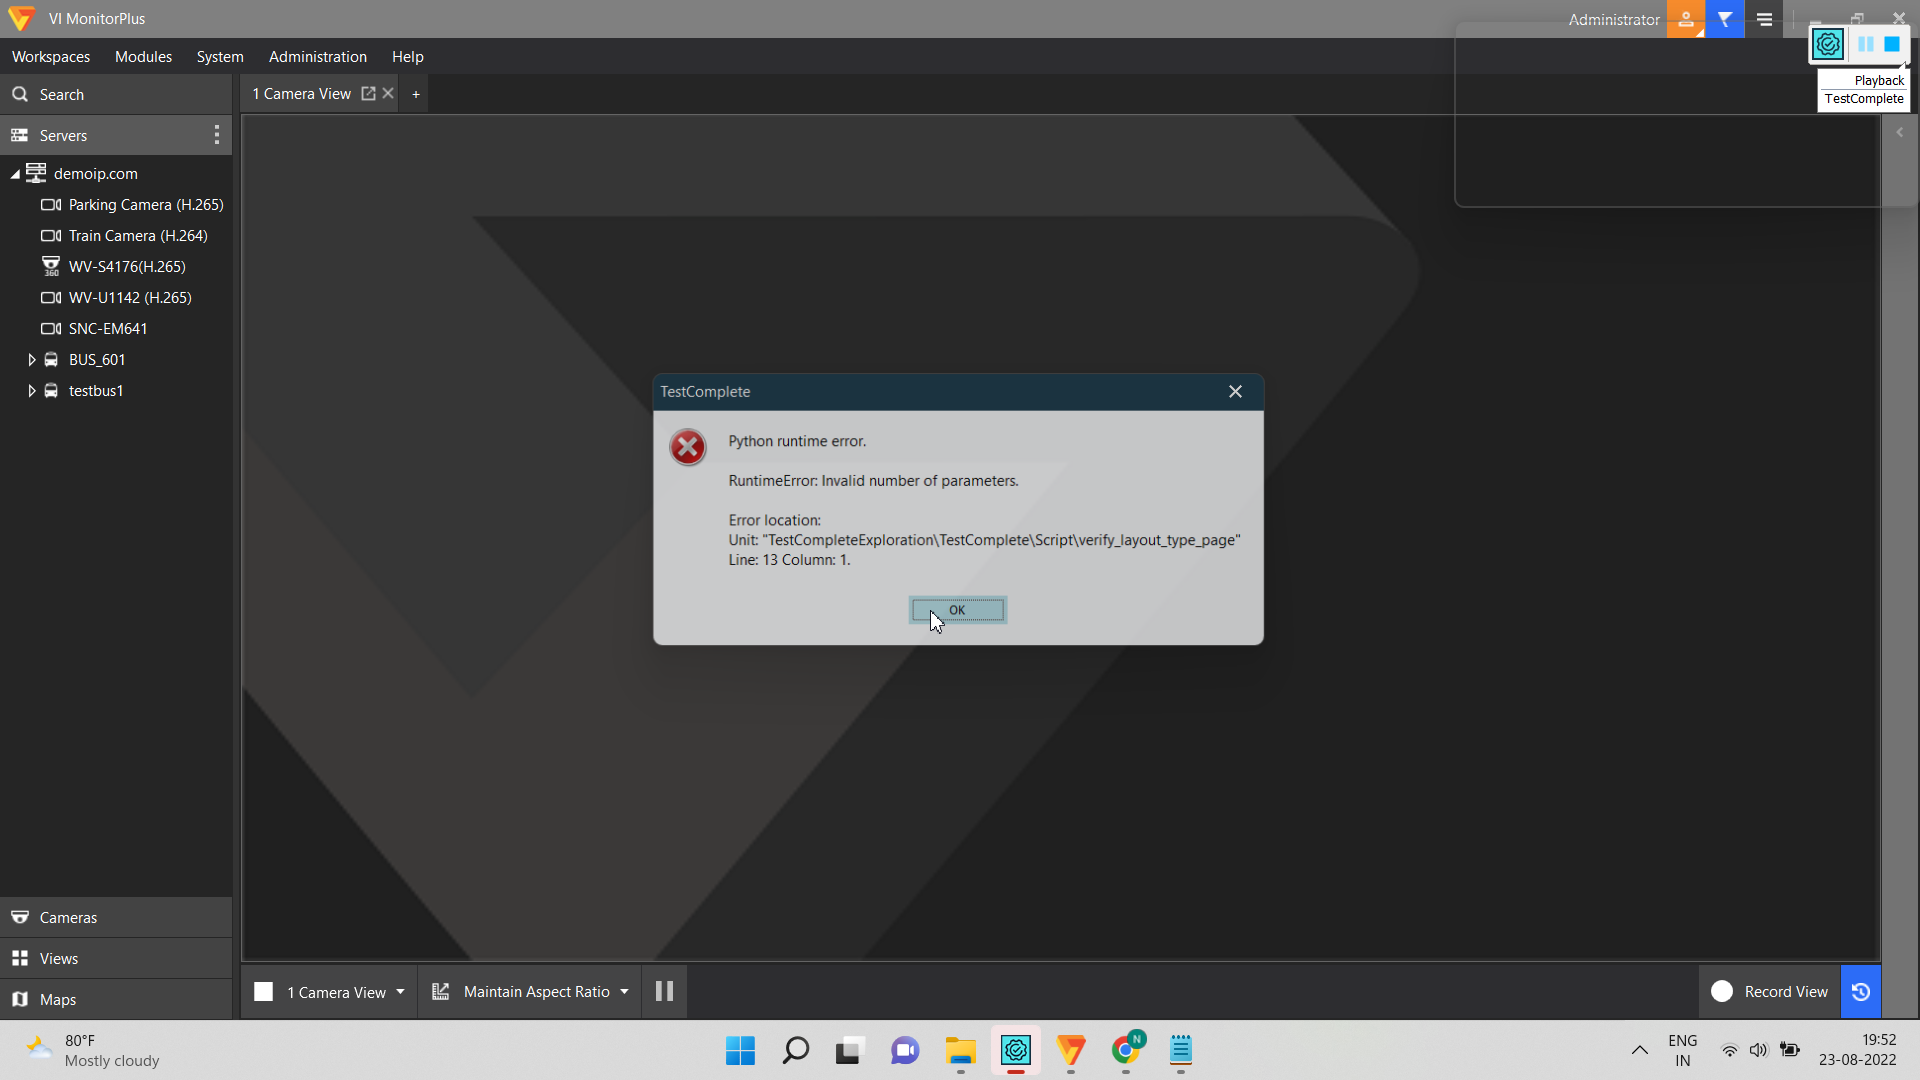 VI MonitorPlus
Administrator
Workspaces Modules System Administration Help
Playback
TestComplete
Search
1 Camera View +
Servers
demoip.com
Parking Camera (H.265)
Train Camera (H.264)
360 WV-S4176(H.265)
WV-U1142 (H.265)
SNC-EM641
BUS_601
testbus1
TestComplete
Python runtime error.
RuntimeError: Invalid number of parameters.
Error location:
Unit: "TestCompleteExploration\TestComplete\Script\verify_layout_type_page"
Line: 13 Column: 1.
OK
Cameras
Views
Maps
1 Camera View Maintain Aspect Ratio Record View
80°F
Mostly cloudy
N
ENG
IN
19:52
23-08-2022